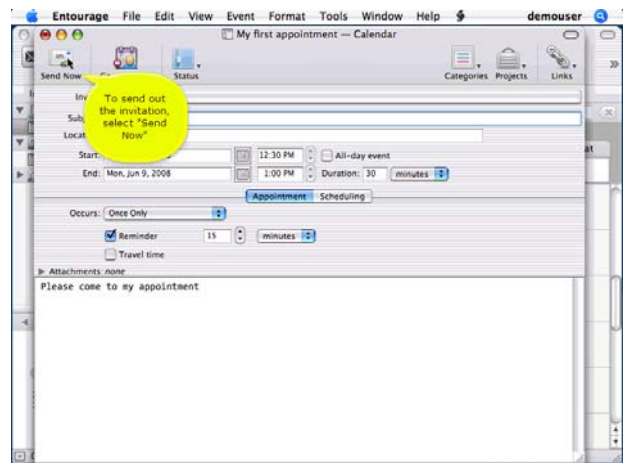 Entourage File Edit View Event Format Tools Window Help demouser
My first appointment — Calendar
Send Now Status Categories Projects Links
To send out
the invitation,
select "Send
Now"
Start: 12:30 PM All-day event
End: Mon, Jun 9, 2008 1:00 PM Duration: 30 minutes
Appointment Scheduling
Occurs: Once Only
Reminder 15 minutes
Travel time
Attachments: none
Please come to my appointment